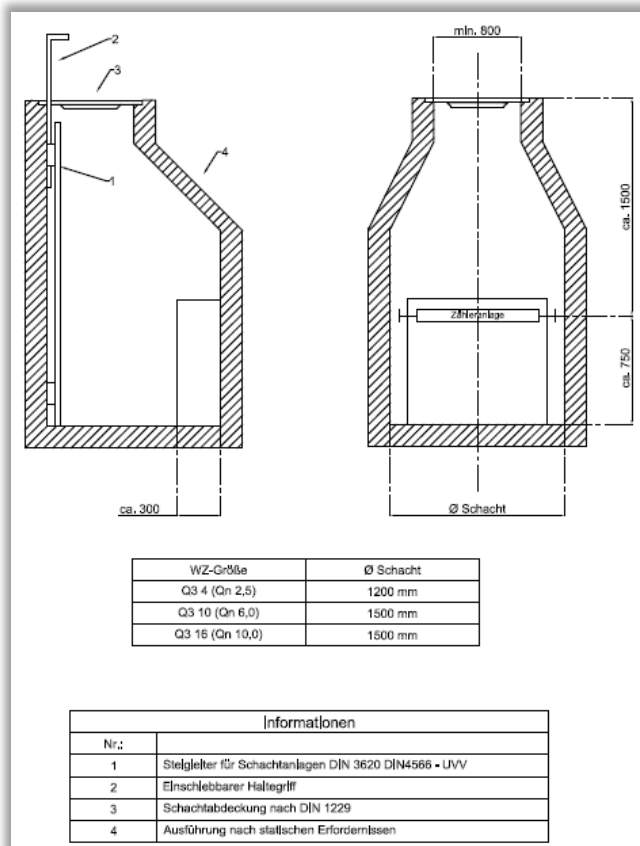 2
3
4
1
ca. 300
min. 800
ca. 1500
Zähleranlage
ca. 750
Ø Schacht
WZ-Größe Ø Schacht
Q3 4 (Qn 2,5) 1200 mm
Q3 10 (Qn 6,0) 1500 mm
Q3 16 (Qn 10,0) 1500 mm
Informationen
Nr.:
1 Steigleiter für Schachtanlagen DIN 3620 DIN4566 - UVV
2 Einschiebbarer Haltegriff
3 Schachtabdeckung nach DIN 1229
4 Ausführung nach statischen Erfordernissen